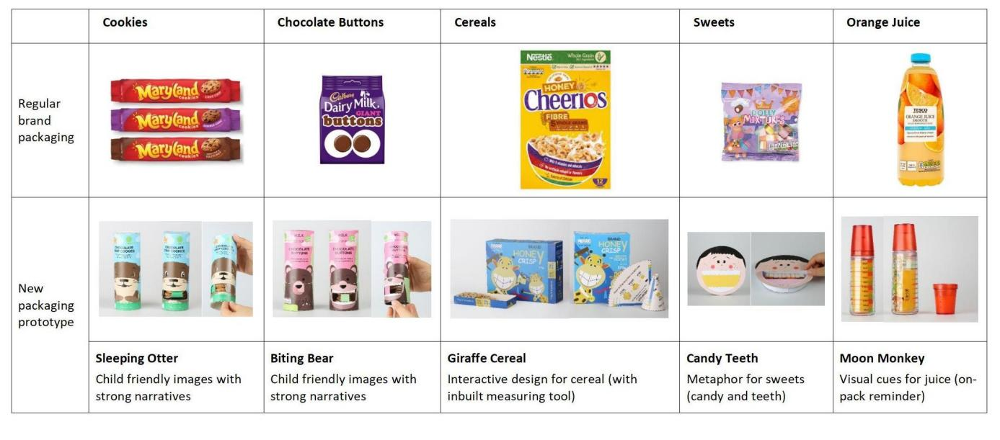 Cookies
Chocolate Buttons
Cereals
Sweets
Orange Juice
Regular
brand
packaging
Maryland
cookies
Maryland
cookies
Maryland
cookies
Cadbury
Dairy Milk
GIANT
buttons
Nestlé
Whole Grain
HONEY
Cheerios
FIBRE
WHOLE GRAINS
12
DOLLY
MIXTURES
TESCO
ORANGE JUICE
SMOOTH
New
packaging
prototype
CHOCOLATE
CHIP COOKIES
MILK
CHOCOLATE
BUTTONS
MILK
CHOCOLATE
BUTTONS
BRAND
HONEY
CRISP
BRAND
HONEY
CRISP
Sleeping Otter
Child friendly images with
strong narratives
Biting Bear
Child friendly images with
strong narratives
Giraffe Cereal
Interactive design for cereal (with
inbuilt measuring tool)
Candy Teeth
Metaphor for sweets
(candy and teeth)
Moon Monkey
Visual cues for juice (on-
pack reminder)